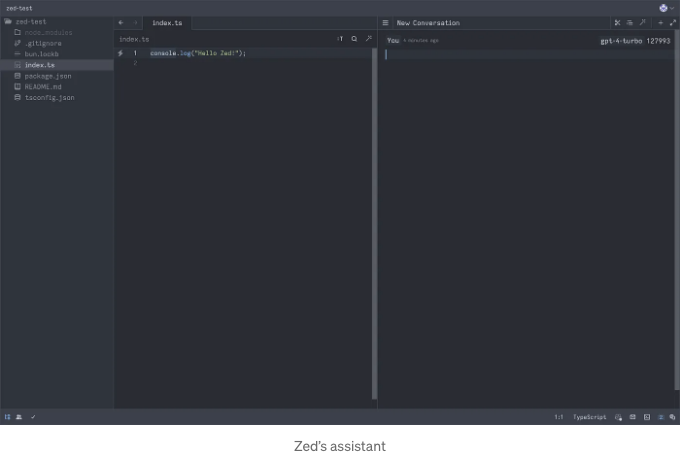 zed-test
zed-test
node_modules
.gitignore
bun.lockb
index.ts
package.json
README.md
tsconfig.json
index.ts
index.ts
1 console.log("Hello Zed!");
2
New Conversation
You 4 minutes ago gpt-4-turbo 127993
1:1 TypeScript
Zed's assistant